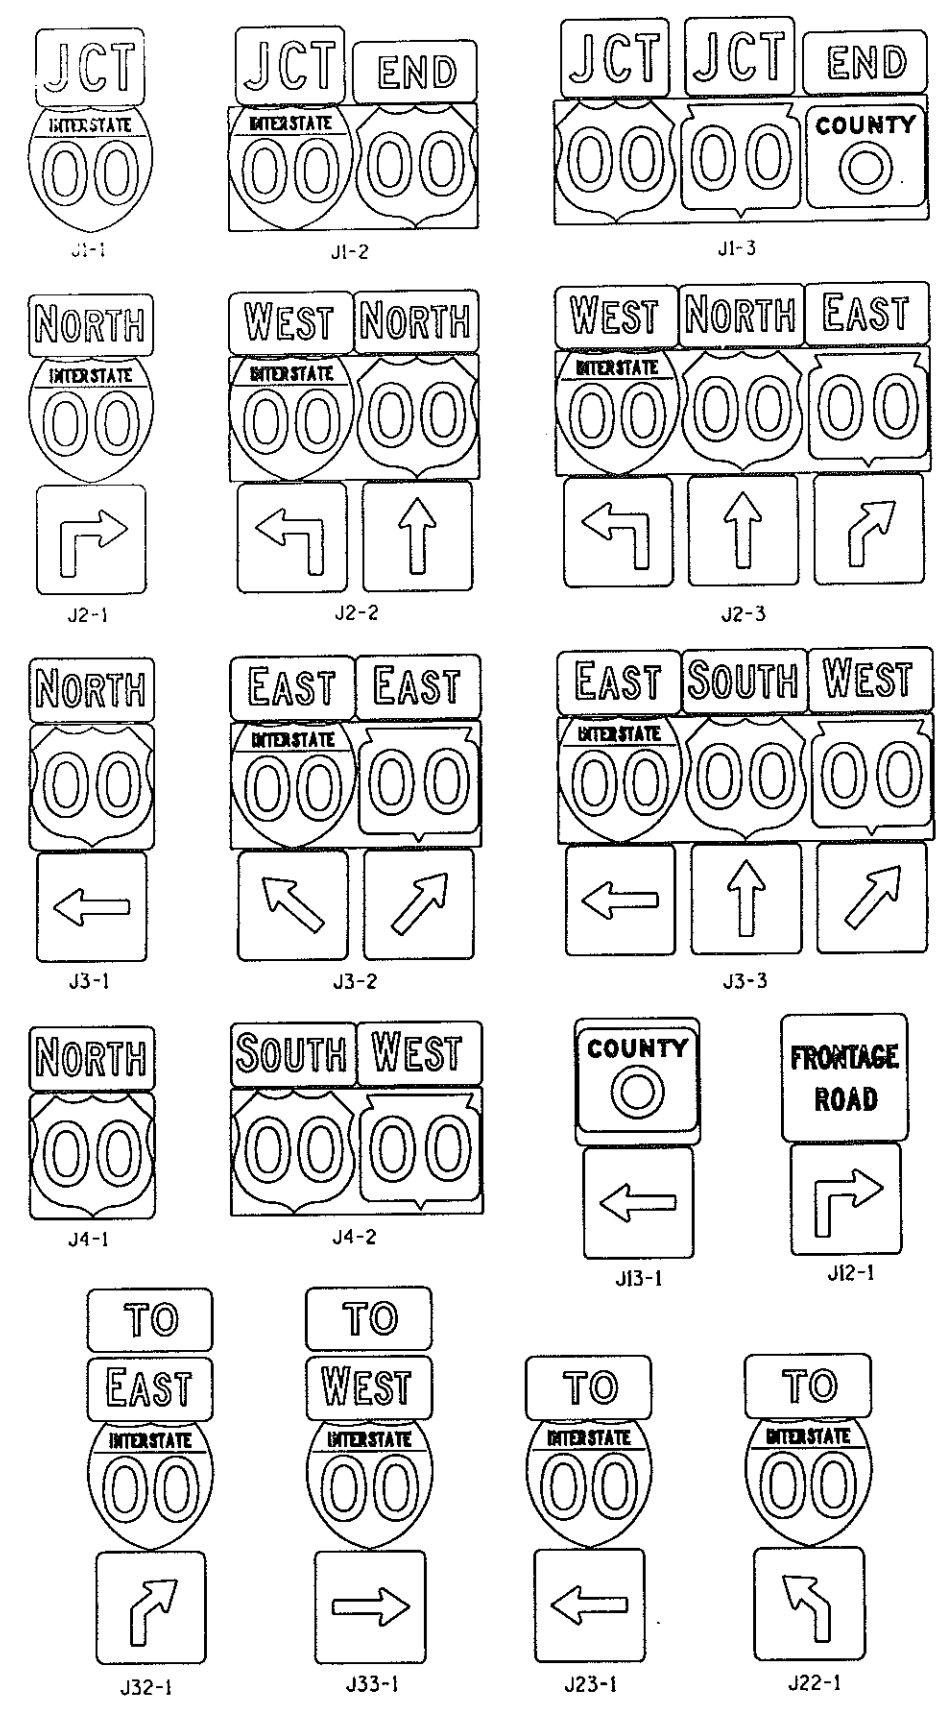 JCT JCT END JCT JCT END
INTERSTATE INTERSTATE COUNTY
00 00 00 00 00 0
J1-1 J1-2 J1-3
NORTH WEST NORTH WEST NORTH EAST
INTERSTATE INTERSTATE INTERSTATE
00 00 00 00 00 00
J2-1 J2-2 J2-3
NORTH EAST EAST EAST SOUTH WEST
INTERSTATE INTERSTATE
00 00 00 00 00 00
J3-1 J3-2 J3-3
NORTH SOUTH WEST COUNTY FRONTAGE
ROAD
00 00 00 0
J4-1 J4-2 J13-1 J12-1
TO TO
EAST WEST TO TO
INTERSTATE INTERSTATE INTERSTATE INTERSTATE
00 00 00 00
J32-1 J33-1 J23-1 J22-1